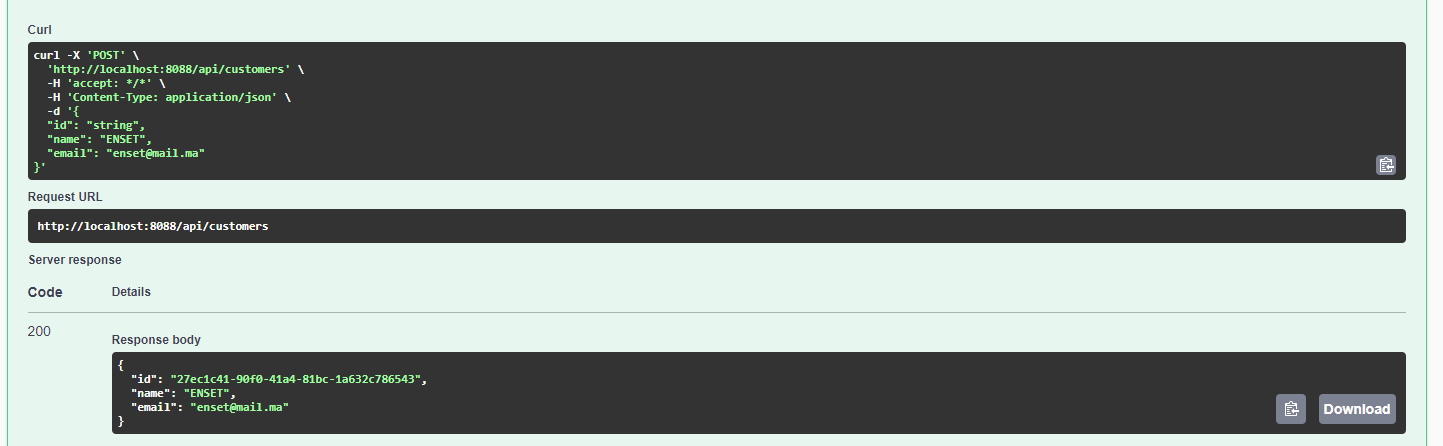 Curl
curl -X 'POST' \
  'http://localhost:8088/api/customers' \
  -H 'accept: */*' \
  -H 'Content-Type: application/json' \
  -d '{
  "id": "string",
  "name": "ENSET",
  "email": "enset@mail.ma"
}'
Request URL
http://localhost:8088/api/customers
Server response
Code Details
200
Response body
{
  "id": "27ec1c41-90f0-41a4-81bc-1a632c786543",
  "name": "ENSET",
  "email": "enset@mail.ma"
}
Download